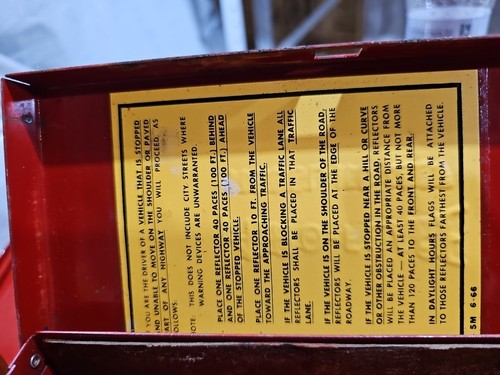 YOU ARE THE DRIVER OF A VEHICLE THAT IS STOPPED
AND UNABLE TO MOVE ON THE SHOULDER OR PAVED
PART OF ANY HIGHWAY YOU WILL PROCEED AS
FOLLOWS.
NOTE: THIS DOES NOT INCLUDE CITY STREETS WHERE
WARNING DEVICES ARE UNWARRANTED.
PLACE ONE REFLECTOR 40 PACES (100 FT.) BEHIND
AND ONE REFLECTOR 40 PACES (100 FT.) AHEAD
OF THE STOPPED VEHICLE.
PLACE ONE REFLECTOR 10 FT. FROM THE VEHICLE
TOWARD THE APPROACHING TRAFFIC.
IF THE VEHICLE IS BLOCKING A TRAFFIC LANE ALL
REFLECTORS SHALL BE PLACED IN THAT TRAFFIC
LANE.
IF THE VEHICLE IS ON THE SHOULDER OF THE ROAD,
REFLECTORS WILL BE PLACED AT THE EDGE OF THE
ROADWAY.
IF THE VEHICLE IS STOPPED NEAR A HILL OR CURVE
OR OTHER OBSTRUCTION IN THE ROAD, REFLECTORS
WILL BE PLACED AN APPROPRIATE DISTANCE FROM
THE VEHICLE — AT LEAST 40 PACES, BUT NOT MORE
THAN 120 PACES TO THE FRONT AND REAR.
IN DAYLIGHT HOURS FLAGS WILL BE ATTACHED
TO THOSE REFLECTORS FARTHEST FROM THE VEHICLE.
5M 6-66